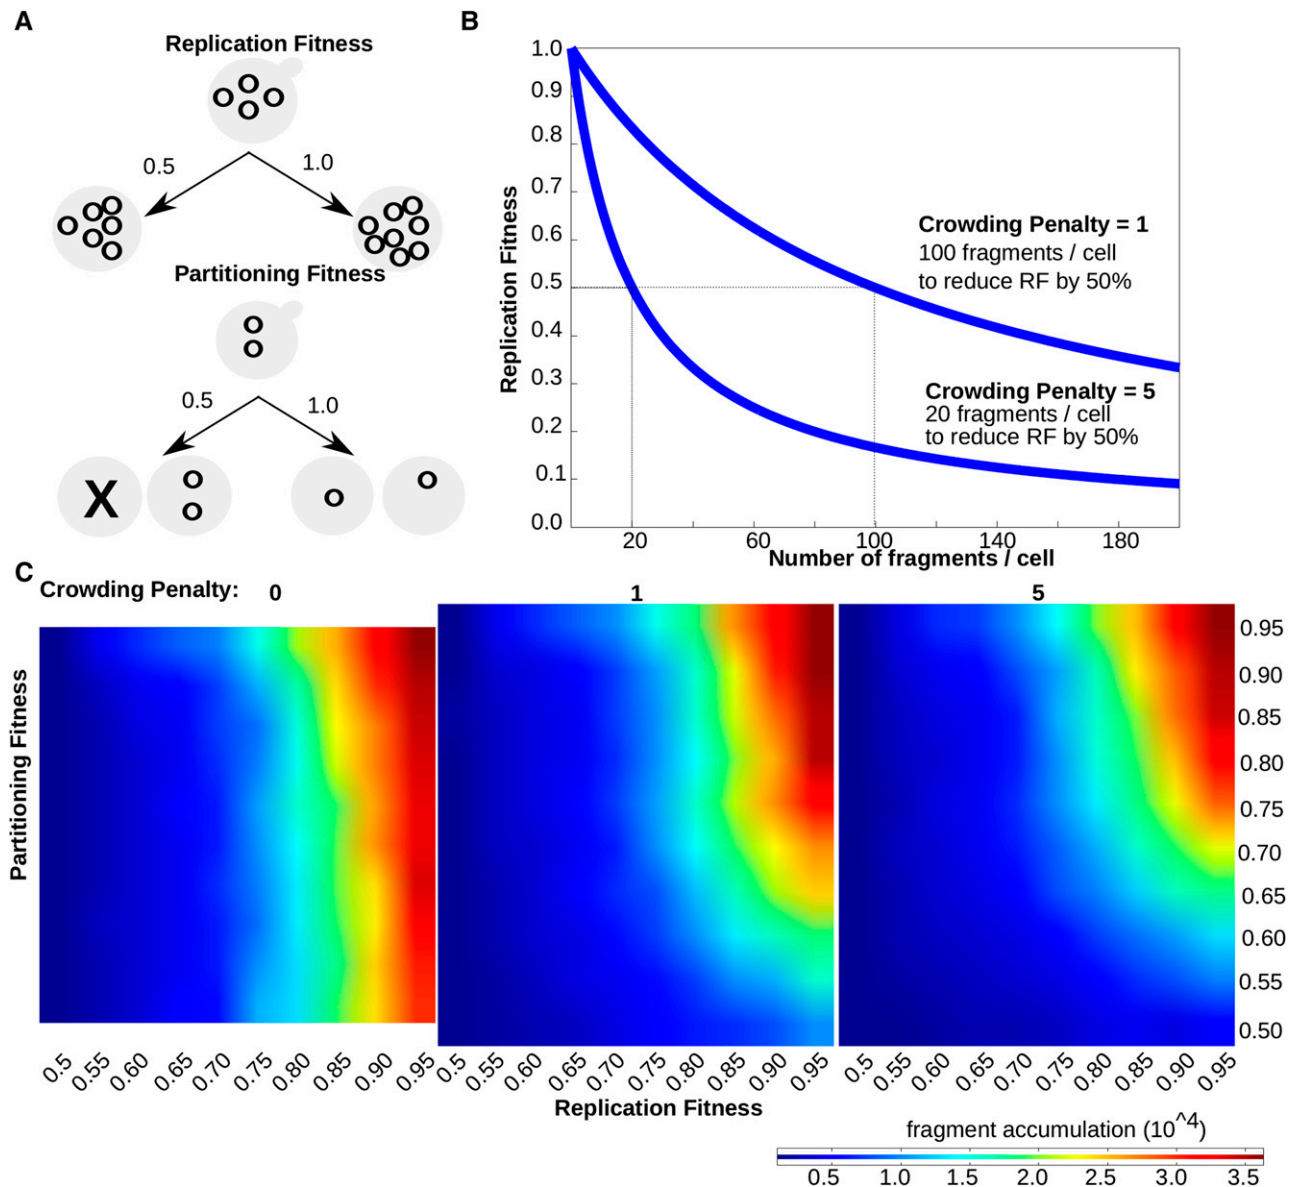 A
Replication Fitness
0.5
1.0
Partitioning Fitness
0.5
1.0
X
B
1.0
0.9
0.8
0.7
0.6
0.5
0.4
0.3
0.2
0.1
0.0
Replication Fitness
Crowding Penalty = 1
100 fragments / cell
to reduce RF by 50%
Crowding Penalty = 5
20 fragments / cell
to reduce RF by 50%
20 60 100 140 180
Number of fragments / cell
C
Crowding Penalty: 0 1 5
Partitioning Fitness
0.95
0.90
0.85
0.80
0.75
0.70
0.65
0.60
0.55
0.50
0.5 0.55 0.60 0.65 0.70 0.75 0.80 0.85 0.90 0.95
0.5 0.55 0.60 0.65 0.70 0.75 0.80 0.85 0.90 0.95
0.5 0.55 0.60 0.65 0.70 0.75 0.80 0.85 0.90 0.95
Replication Fitness
fragment accumulation (10^4)
0.5 1.0 1.5 2.0 2.5 3.0 3.5